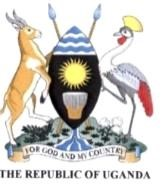 FOR GOD AND MY COUNTRY
THE REPUBLIC OF UGANDA